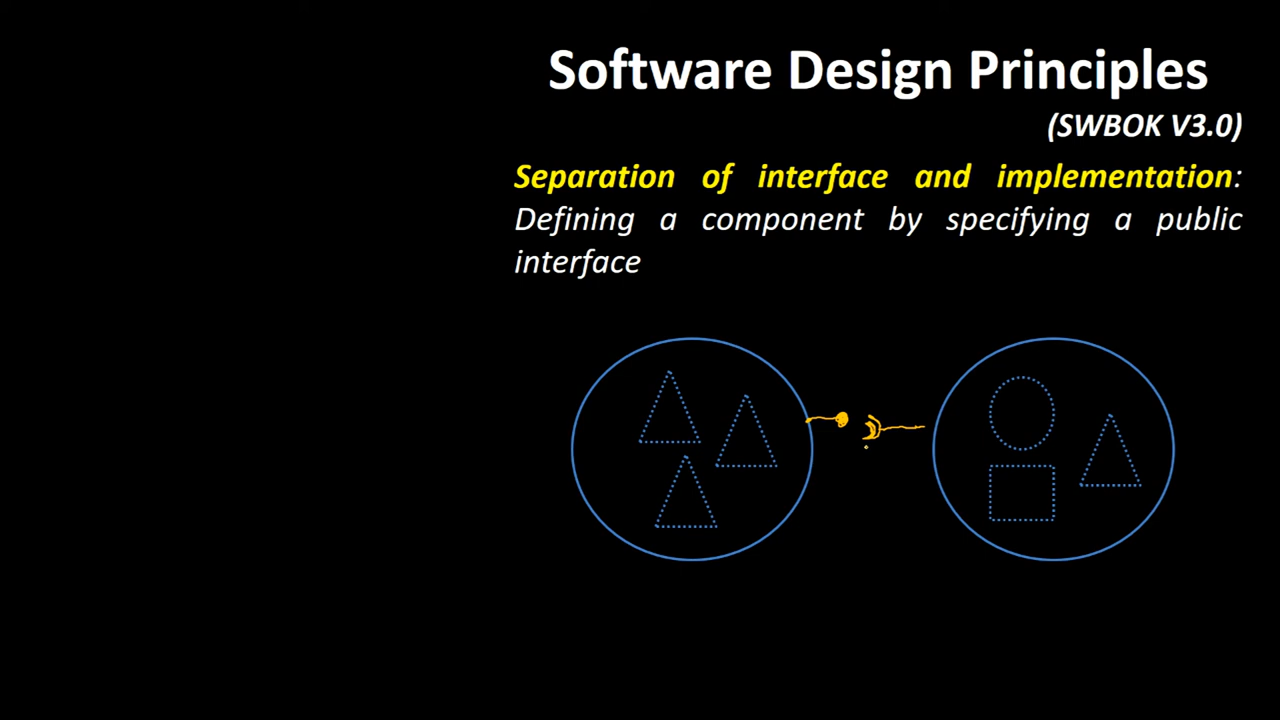 Software Design Principles
(SWBOK V3.0)
Separation of interface and implementation:
Defining a component by specifying a public
interface